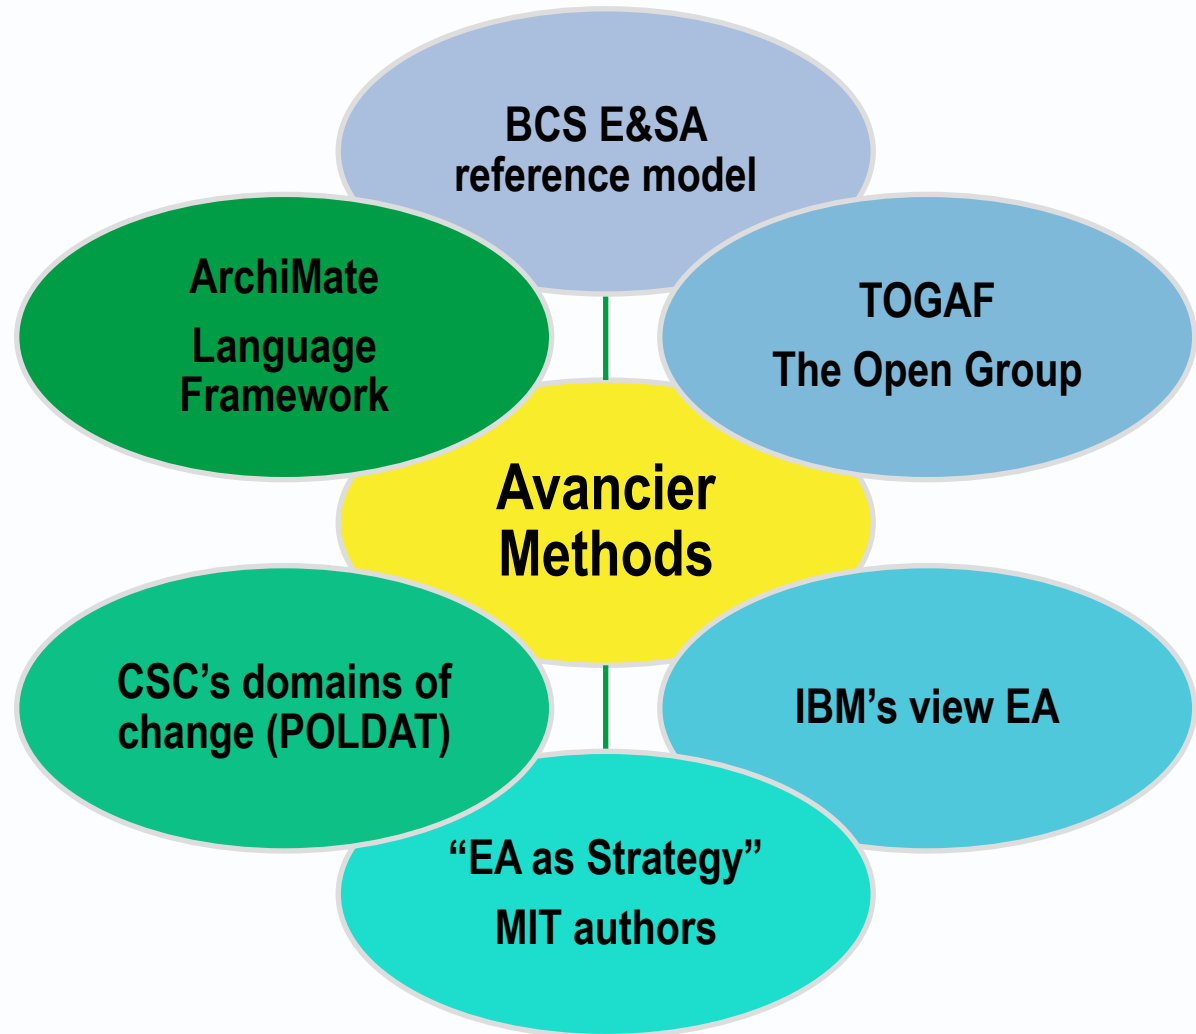 BCS E&SA
reference model
ArchiMate
Language
Framework
TOGAF
The Open Group
Avancier
Methods
CSC’s domains of
change (POLDAT)
IBM’s view EA
“EA as Strategy”
MIT authors